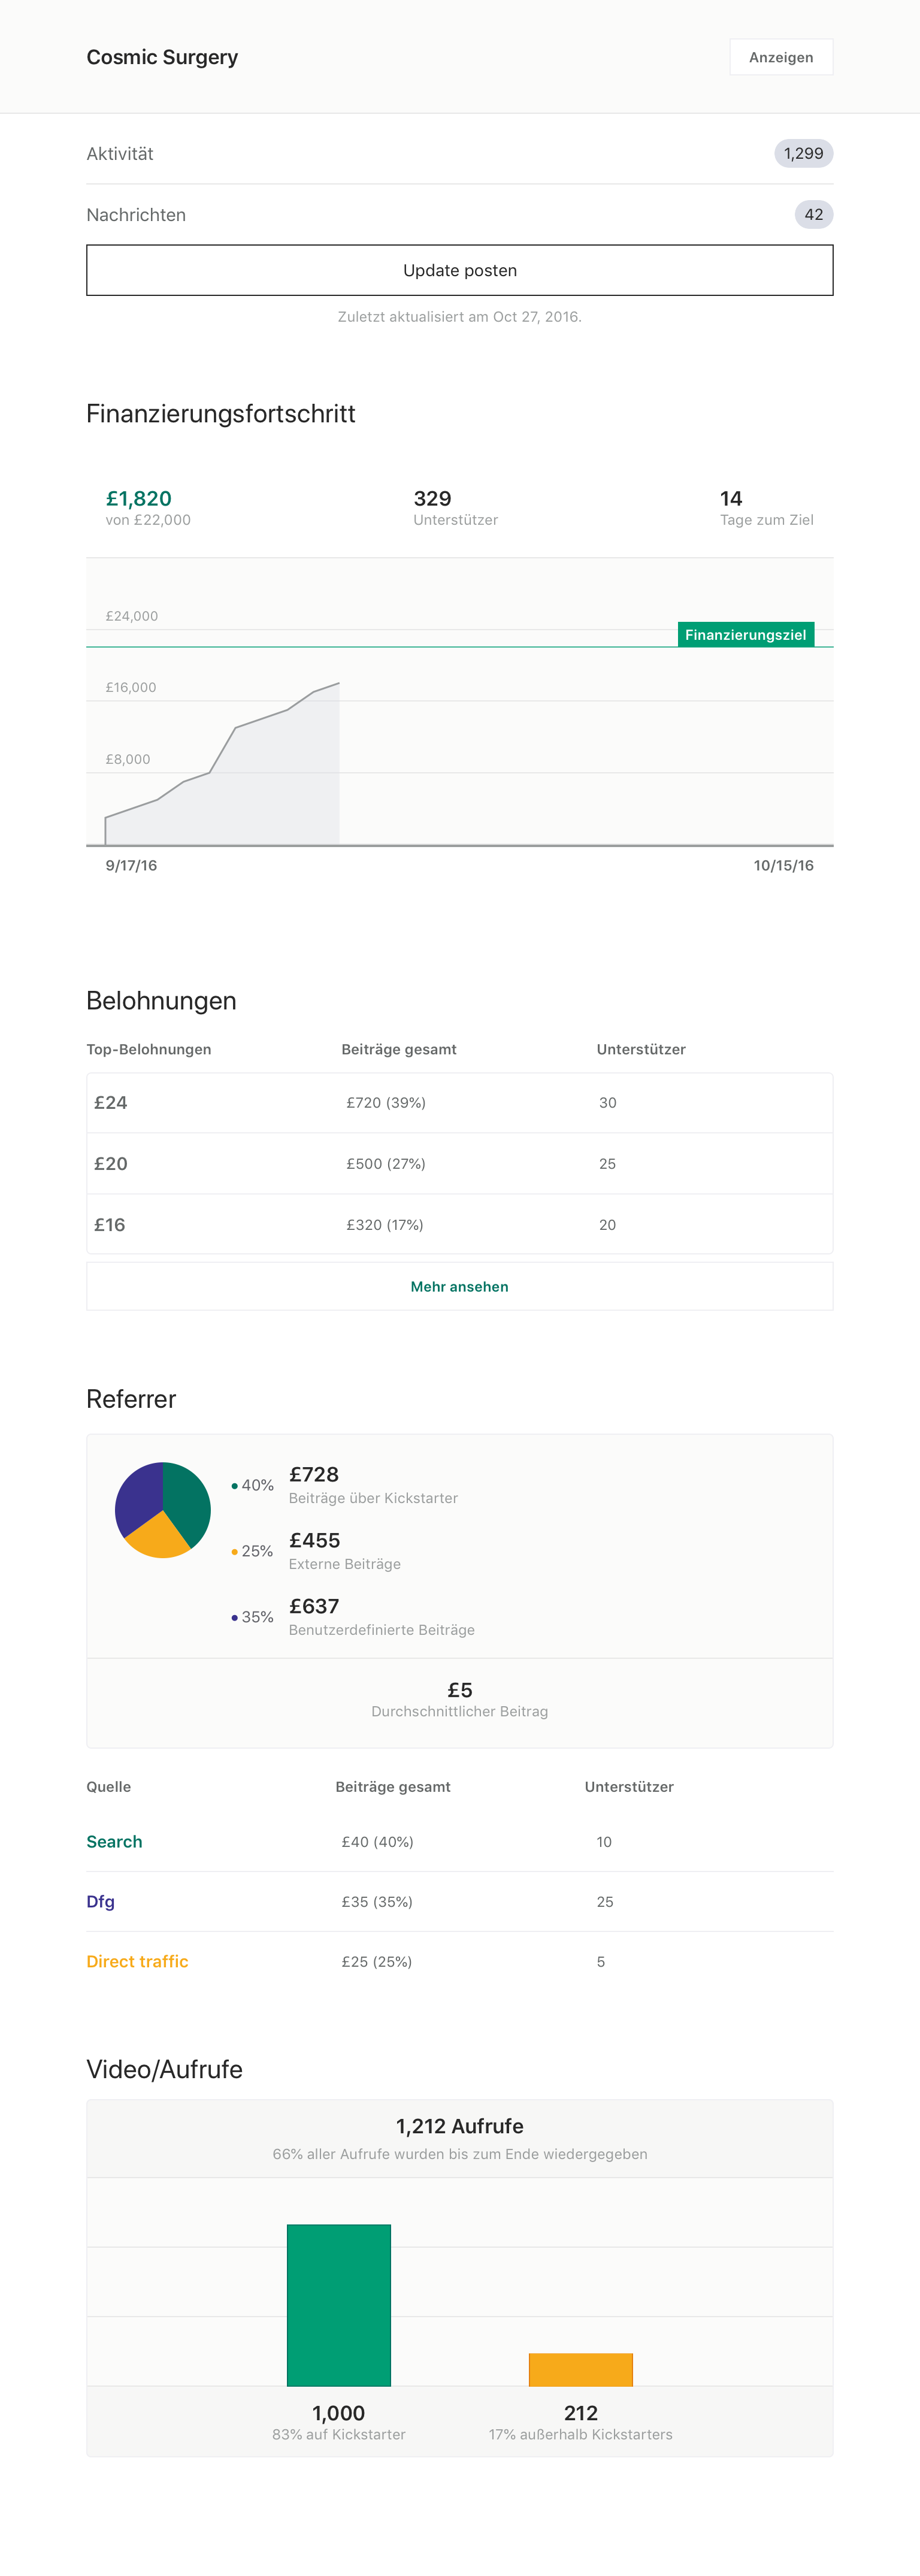 Cosmic Surgery
Anzeigen
Aktivität
1,299
Nachrichten
42
Update posten
Zuletzt aktualisiert am Oct 27, 2016.
Finanzierungsfortschritt
£1,820
329
14
von £22,000
Unterstützer
Tage zum Ziel
£24,000
Finanzierungsziel
£16,000
£8,000
9/17/16
10/15/16
Belohnungen
Top-Belohnungen
Beiträge gesamt
Unterstützer
£24
£720 (39%)
30
£20
£500 (27%)
25
£16
£320 (17%)
20
Mehr ansehen
Referrer
40%
£728
Beiträge über Kickstarter
25%
£455
Externe Beiträge
35%
£637
Benutzerdefinierte Beiträge
£5
Durchschnittlicher Beitrag
Quelle
Beiträge gesamt
Unterstützer
Search
£40 (40%)
10
Dfg
£35 (35%)
25
Direct traffic
£25 (25%)
5
Video/Aufrufe
1,212 Aufrufe
66% aller Aufrufe wurden bis zum Ende wiedergegeben
1,000
212
83% auf Kickstarter
17% außerhalb Kickstarters